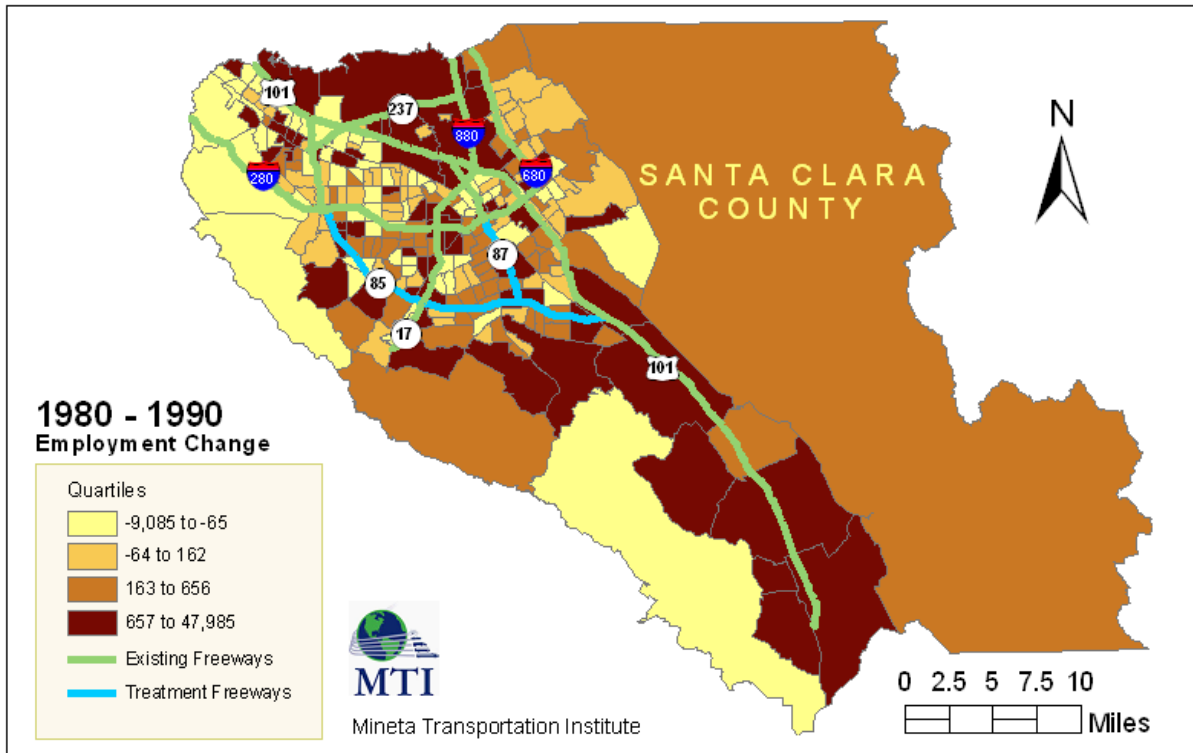 101
237
880
280
680
SANTA CLARA
COUNTY
N
87
85
17
101
1980 - 1990
Employment Change
Quartiles
-9,085 to -65
-64 to 162
163 to 656
657 to 47,985
Existing Freeways
Treatment Freeways
MTI
Mineta Transportation Institute
0 2.5 5 7.5 10
Miles